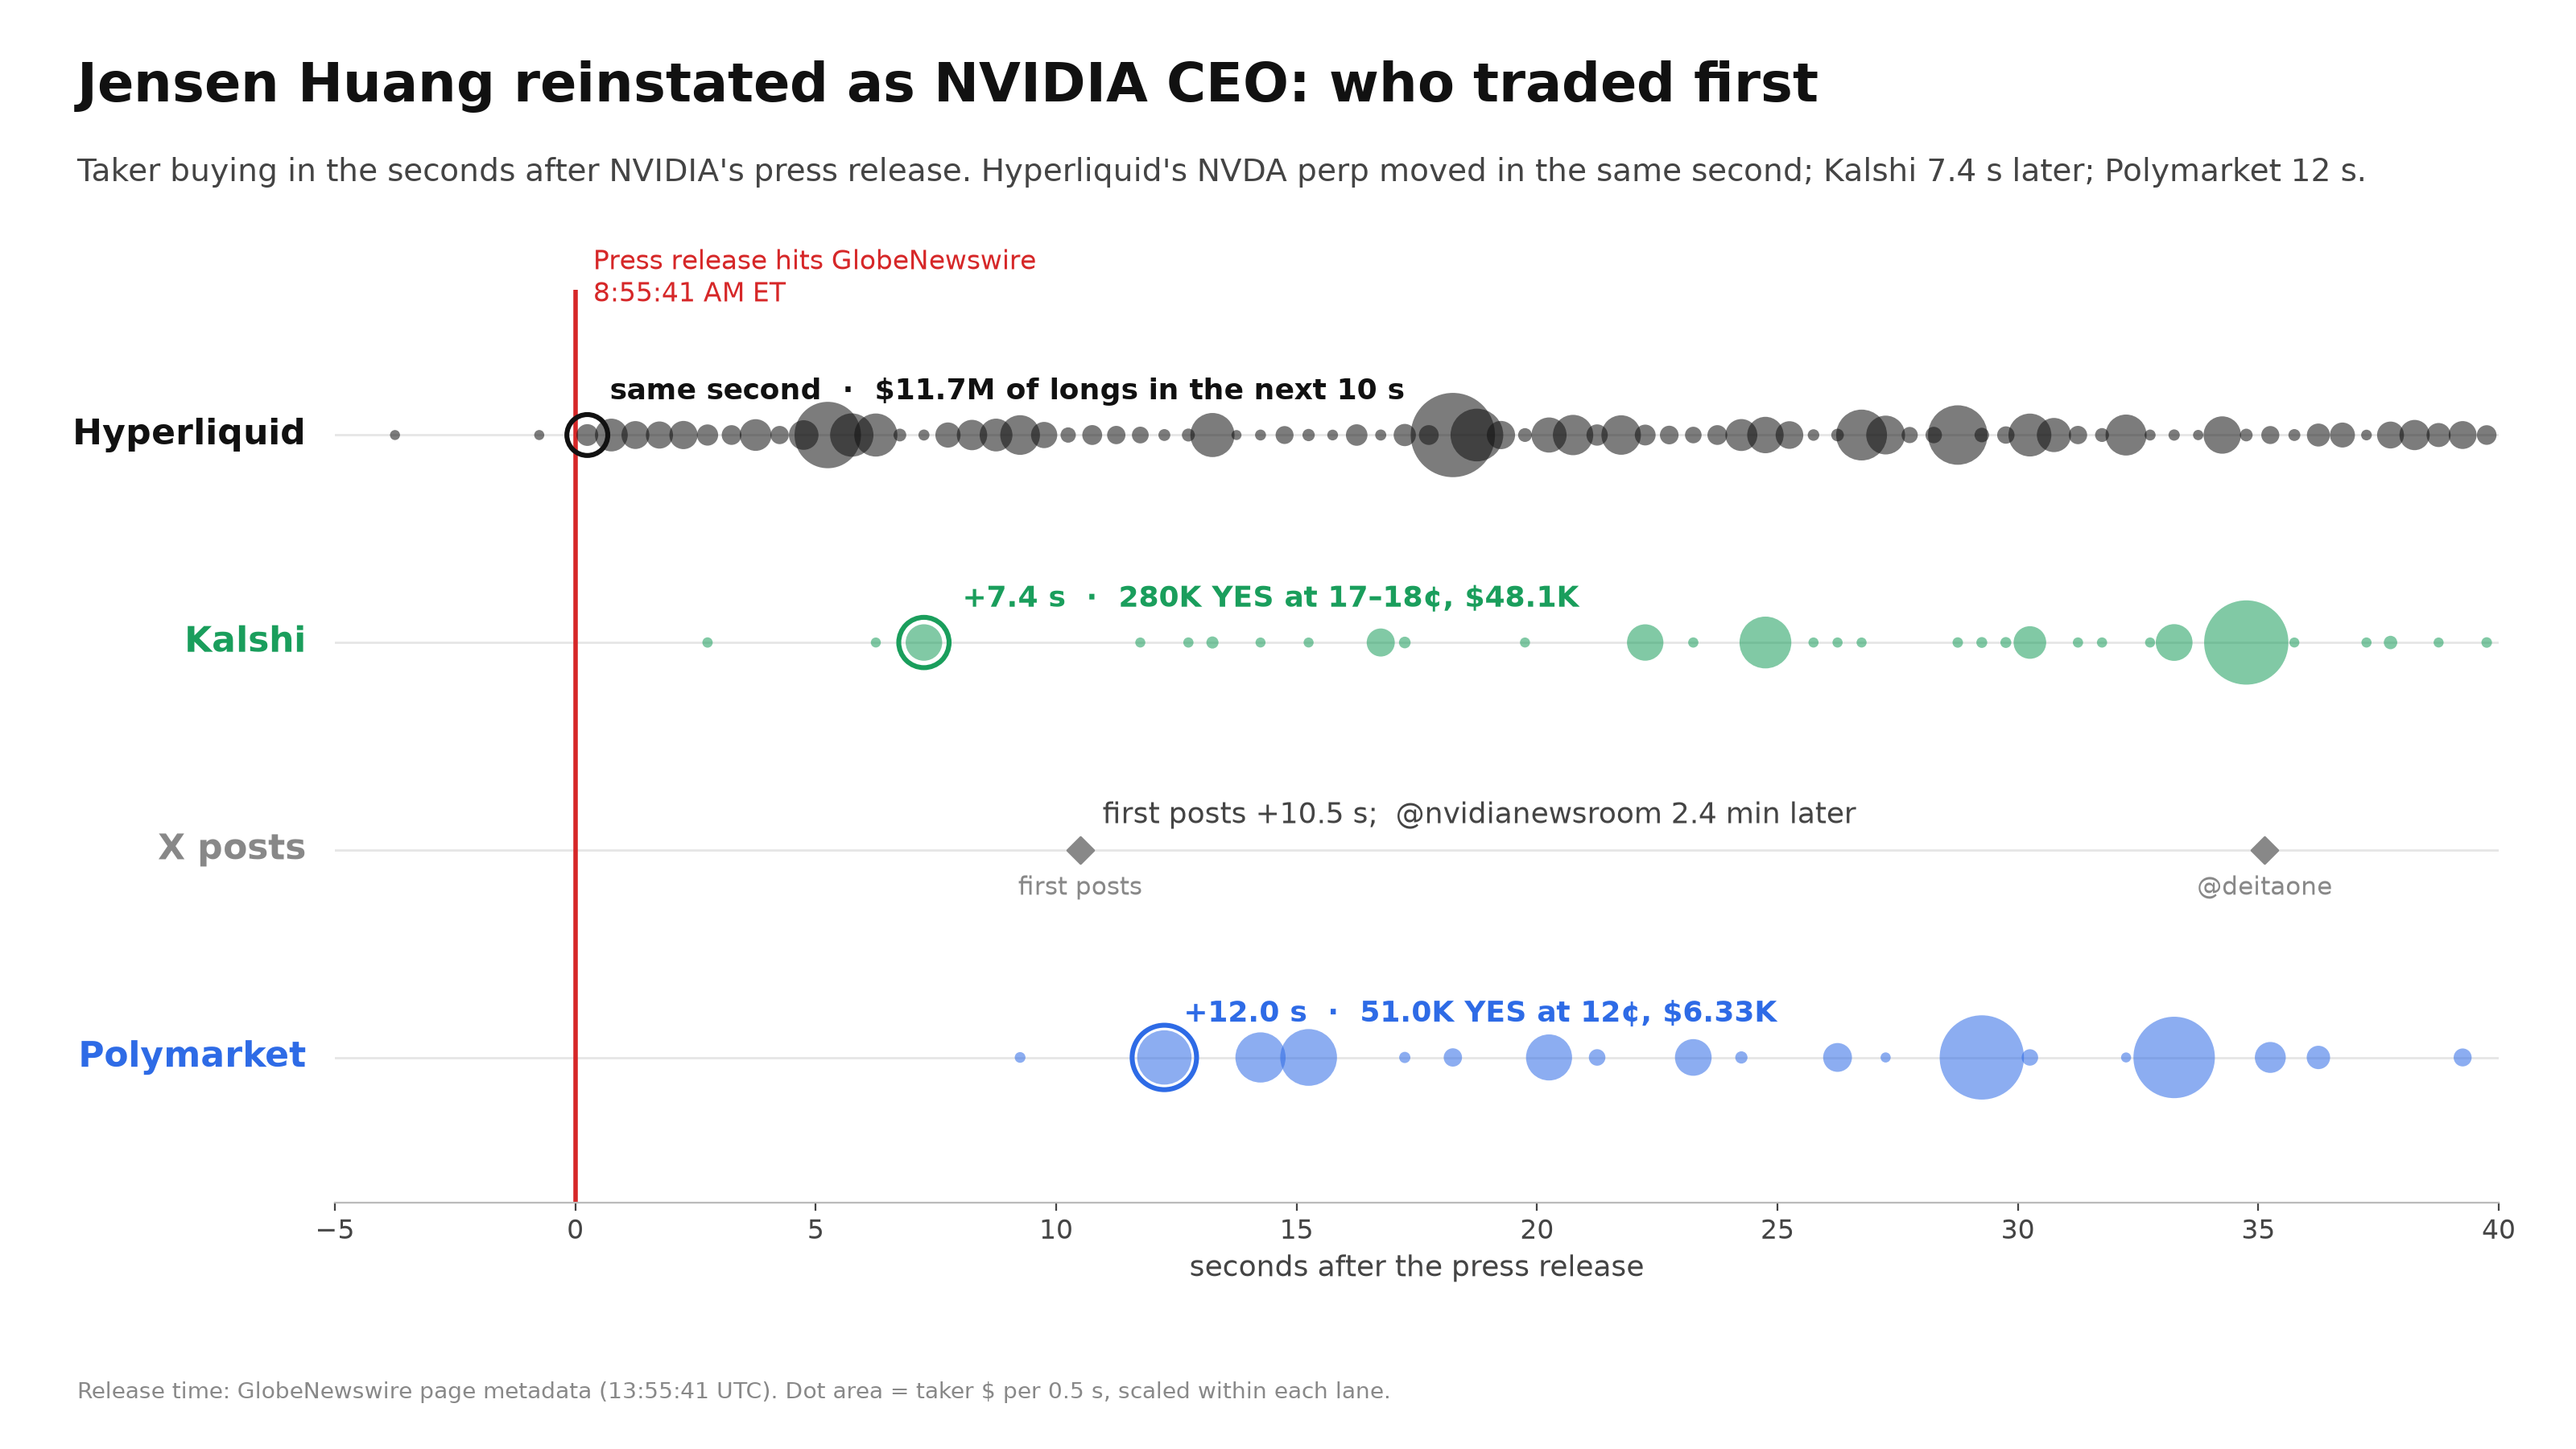 Jensen Huang reinstated as NVIDIA CEO: who traded first
Taker buying in the seconds after NVIDIA's press release. Hyperliquid's NVDA perp moved in the same second; Kalshi 7.4 s later; Polymarket 12 s.
Press release hits GlobeNewswire
8:55:41 AM ET
same second · $11.7M of longs in the next 10 s
Hyperliquid
+7.4 s · 280K YES at 17–18¢, $48.1K
Kalshi
first posts +10.5 s; @nvidianewsroom 2.4 min later
X posts
first posts
@deitaone
+12.0 s · 51.0K YES at 12¢, $6.33K
Polymarket
−5 0 5 10 15 20 25 30 35 40
seconds after the press release
Release time: GlobeNewswire page metadata (13:55:41 UTC). Dot area = taker $ per 0.5 s, scaled within each lane.